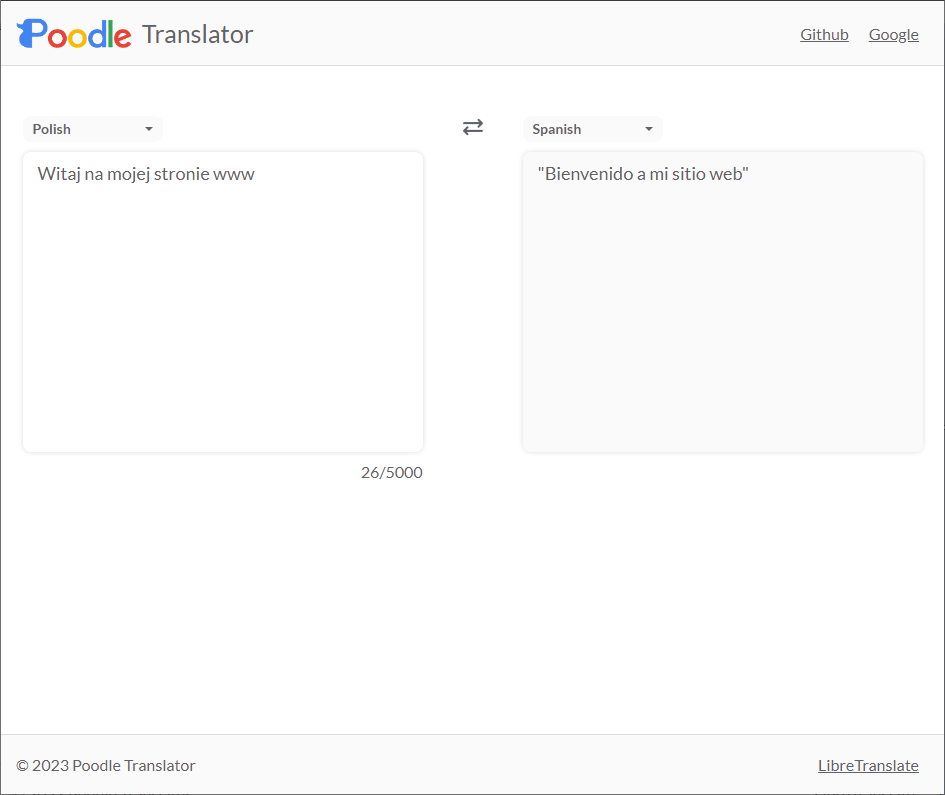 Poodle Translator
Github Google
Polish
Spanish
Witaj na mojej stronie www
"Bienvenido a mi sitio web"
26/5000
© 2023 Poodle Translator
LibreTranslate